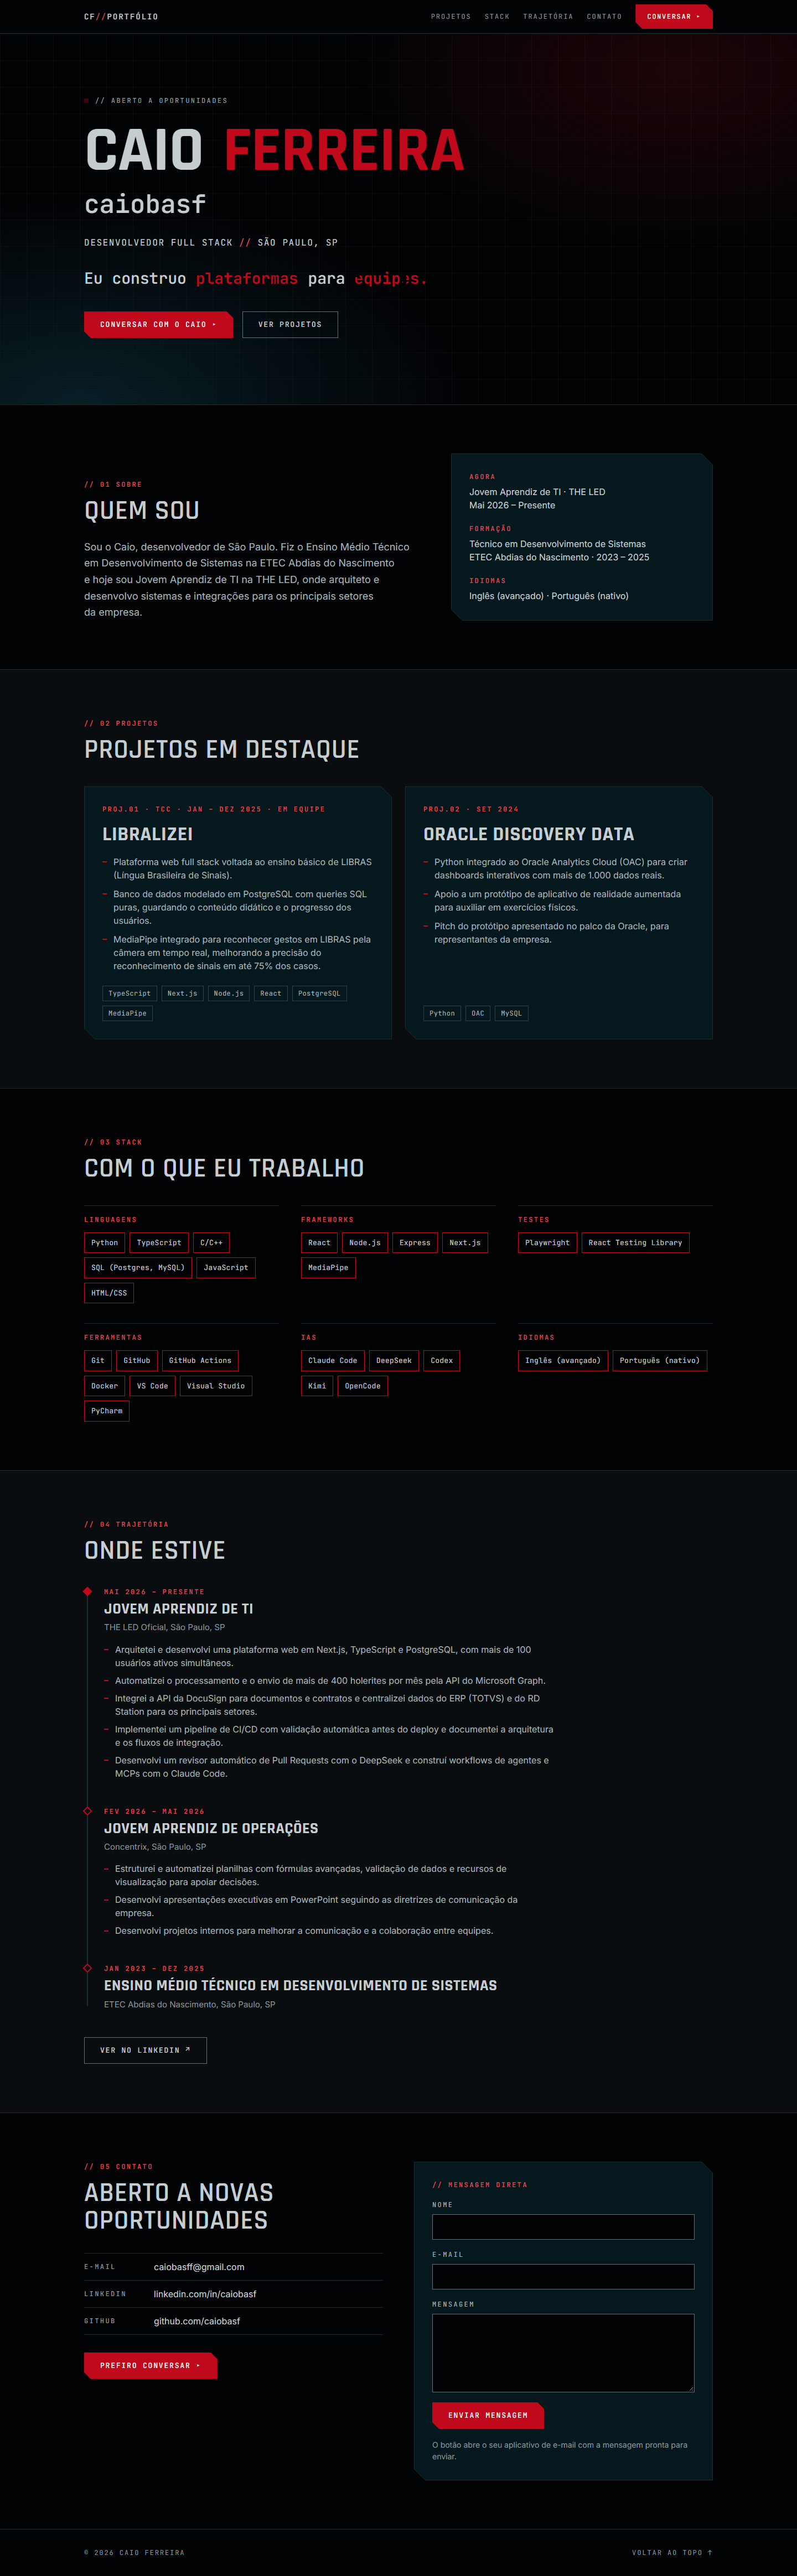 CF//PORTFÓLIO
PROJETOS STACK TRAJETÓRIA CONTATO CONVERSAR
// ABERTO A OPORTUNIDADES
CAIO FERREIRA
caiobasf
DESENVOLVEDOR FULL STACK // SÃO PAULO, SP
Eu construo plataformas para equipes.
CONVERSAR COM O CAIO
VER PROJETOS
// 01 SOBRE
QUEM SOU
Sou o Caio, desenvolvedor de São Paulo. Fiz o Ensino Médio Técnico
em Desenvolvimento de Sistemas na ETEC Abdias do Nascimento
e hoje sou Jovem Aprendiz de TI na THE LED, onde arquiteto e
desenvolvo sistemas e integrações para os principais setores
da empresa.
AGORA
Jovem Aprendiz de TI · THE LED
Mai 2026 – Presente
FORMAÇÃO
Técnico em Desenvolvimento de Sistemas
ETEC Abdias do Nascimento · 2023 – 2025
IDIOMAS
Inglês (avançado) · Português (nativo)
// 02 PROJETOS
PROJETOS EM DESTAQUE
PROJ.01 · TCC · JAN – DEZ 2025 · EM EQUIPE
LIBRALIZEI
– Plataforma web full stack voltada ao ensino básico de LIBRAS
(Língua Brasileira de Sinais).
– Banco de dados modelado em PostgreSQL com queries SQL
puras, guardando o conteúdo didático e o progresso dos
usuários.
– MediaPipe integrado para reconhecer gestos em LIBRAS pela
câmera em tempo real, melhorando a precisão do
reconhecimento de sinais em até 75% dos casos.
TypeScript Next.js Node.js React PostgreSQL
MediaPipe
PROJ.02 · SET 2024
ORACLE DISCOVERY DATA
– Python integrado ao Oracle Analytics Cloud (OAC) para criar
dashboards interativos com mais de 1.000 dados reais.
– Apoio a um protótipo de aplicativo de realidade aumentada
para auxiliar em exercícios físicos.
– Pitch do protótipo apresentado no palco da Oracle, para
representantes da empresa.
Python OAC MySQL
// 03 STACK
COM O QUE EU TRABALHO
LINGUAGENS
Python TypeScript C/C++
SQL (Postgres, MySQL) JavaScript
HTML/CSS
FRAMEWORKS
React Node.js Express Next.js
MediaPipe
TESTES
Playwright React Testing Library
FERRAMENTAS
Git GitHub GitHub Actions
Docker VS Code Visual Studio
PyCharm
IAS
Claude Code DeepSeek Codex
Kimi OpenCode
IDIOMAS
Inglês (avançado) Português (nativo)
// 04 TRAJETÓRIA
ONDE ESTIVE
MAI 2026 – PRESENTE
JOVEM APRENDIZ DE TI
THE LED Oficial, São Paulo, SP
– Arquitetei e desenvolvi uma plataforma web em Next.js, TypeScript e PostgreSQL, com mais de 100
usuários ativos simultâneos.
– Automatizei o processamento e o envio de mais de 400 holerites por mês pela API do Microsoft Graph.
– Integrei a API da DocuSign para documentos e contratos e centralizei dados do ERP (TOTVS) e do RD
Station para os principais setores.
– Implementei um pipeline de CI/CD com validação automática antes do deploy e documentei a arquitetura
e os fluxos de integração.
– Desenvolvi um revisor automático de Pull Requests com o DeepSeek e construí workflows de agentes e
MCPs com o Claude Code.
FEV 2026 – MAI 2026
JOVEM APRENDIZ DE OPERAÇÕES
Concentrix, São Paulo, SP
– Estruturei e automatizei planilhas com fórmulas avançadas, validação de dados e recursos de
visualização para apoiar decisões.
– Desenvolvi apresentações executivas em PowerPoint seguindo as diretrizes de comunicação da
empresa.
– Desenvolvi projetos internos para melhorar a comunicação e a colaboração entre equipes.
JAN 2023 – DEZ 2025
ENSINO MÉDIO TÉCNICO EM DESENVOLVIMENTO DE SISTEMAS
ETEC Abdias do Nascimento, São Paulo, SP
VER NO LINKEDIN ↗
// 05 CONTATO
ABERTO A NOVAS
OPORTUNIDADES
E-MAIL caiobasff@gmail.com
LINKEDIN linkedin.com/in/caiobasf
GITHUB github.com/caiobasf
PREFIRO CONVERSAR
// MENSAGEM DIRETA
NOME
E-MAIL
MENSAGEM
ENVIAR MENSAGEM
O botão abre o seu aplicativo de e-mail com a mensagem pronta para
enviar.
© 2026 CAIO FERREIRA
VOLTAR AO TOPO ↑